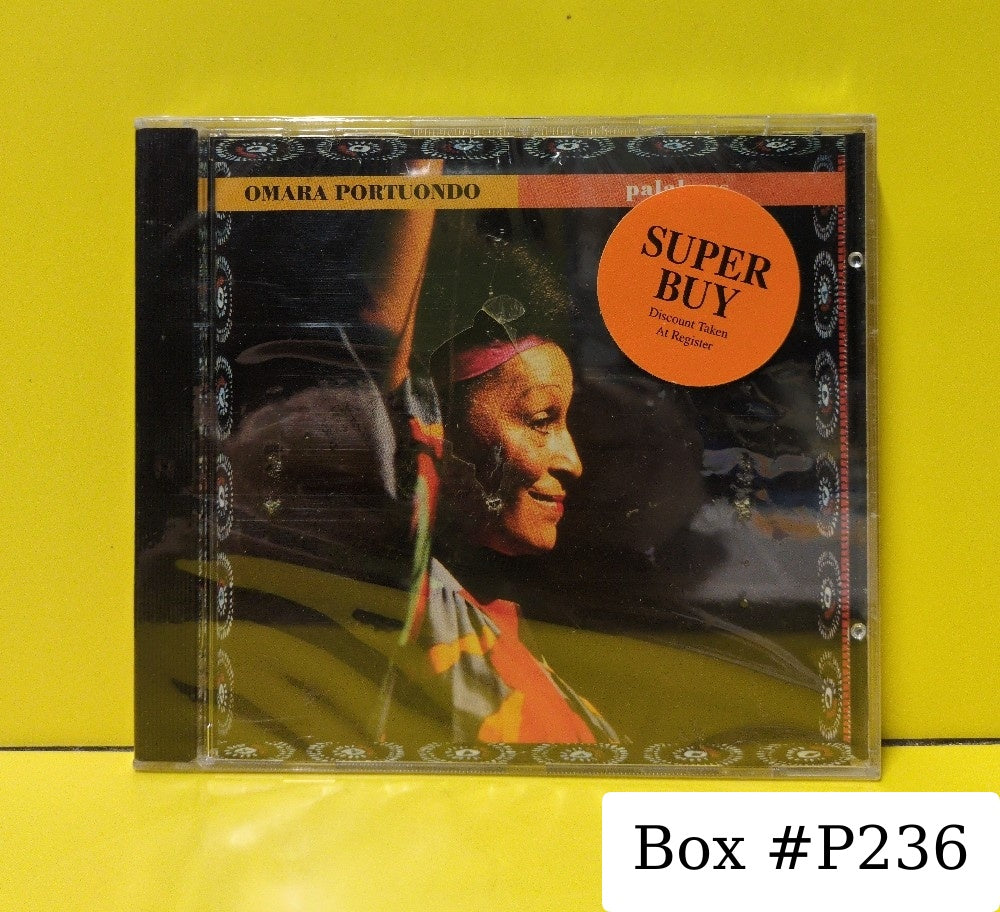 OMARA PORTUONDO
SUPER
BUY
Discount Taken
At Register
Box #P236